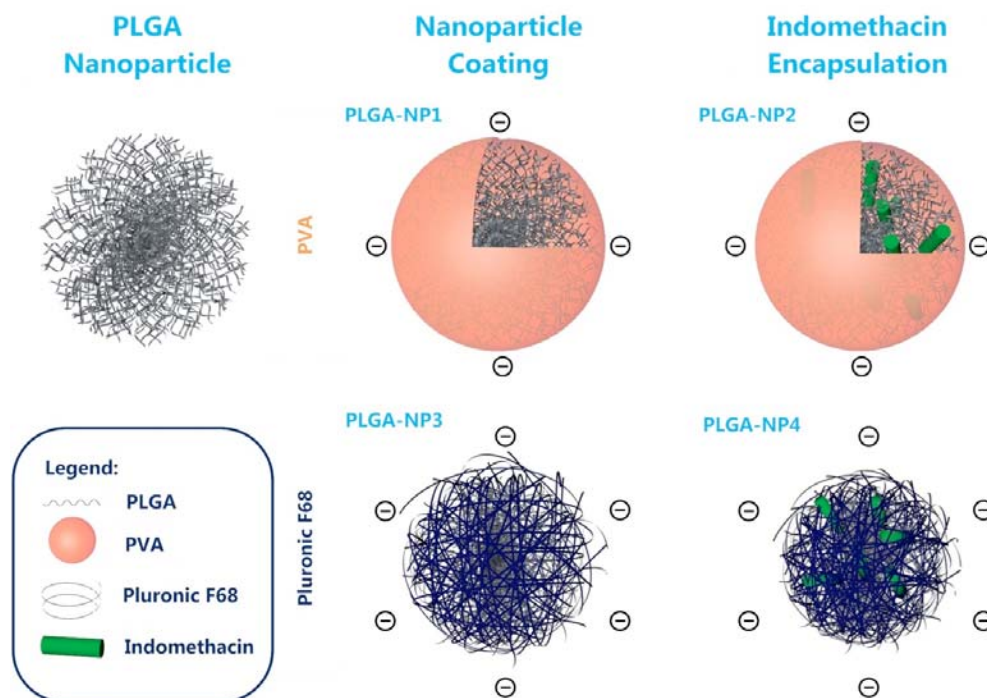 PLGA
Nanoparticle
Nanoparticle
Coating
Indomethacin
Encapsulation
PLGA-NP1
PLGA-NP2
PVA
PLGA-NP3
PLGA-NP4
Pluronic F68
Legend:
PLGA
PVA
Pluronic F68
Indomethacin